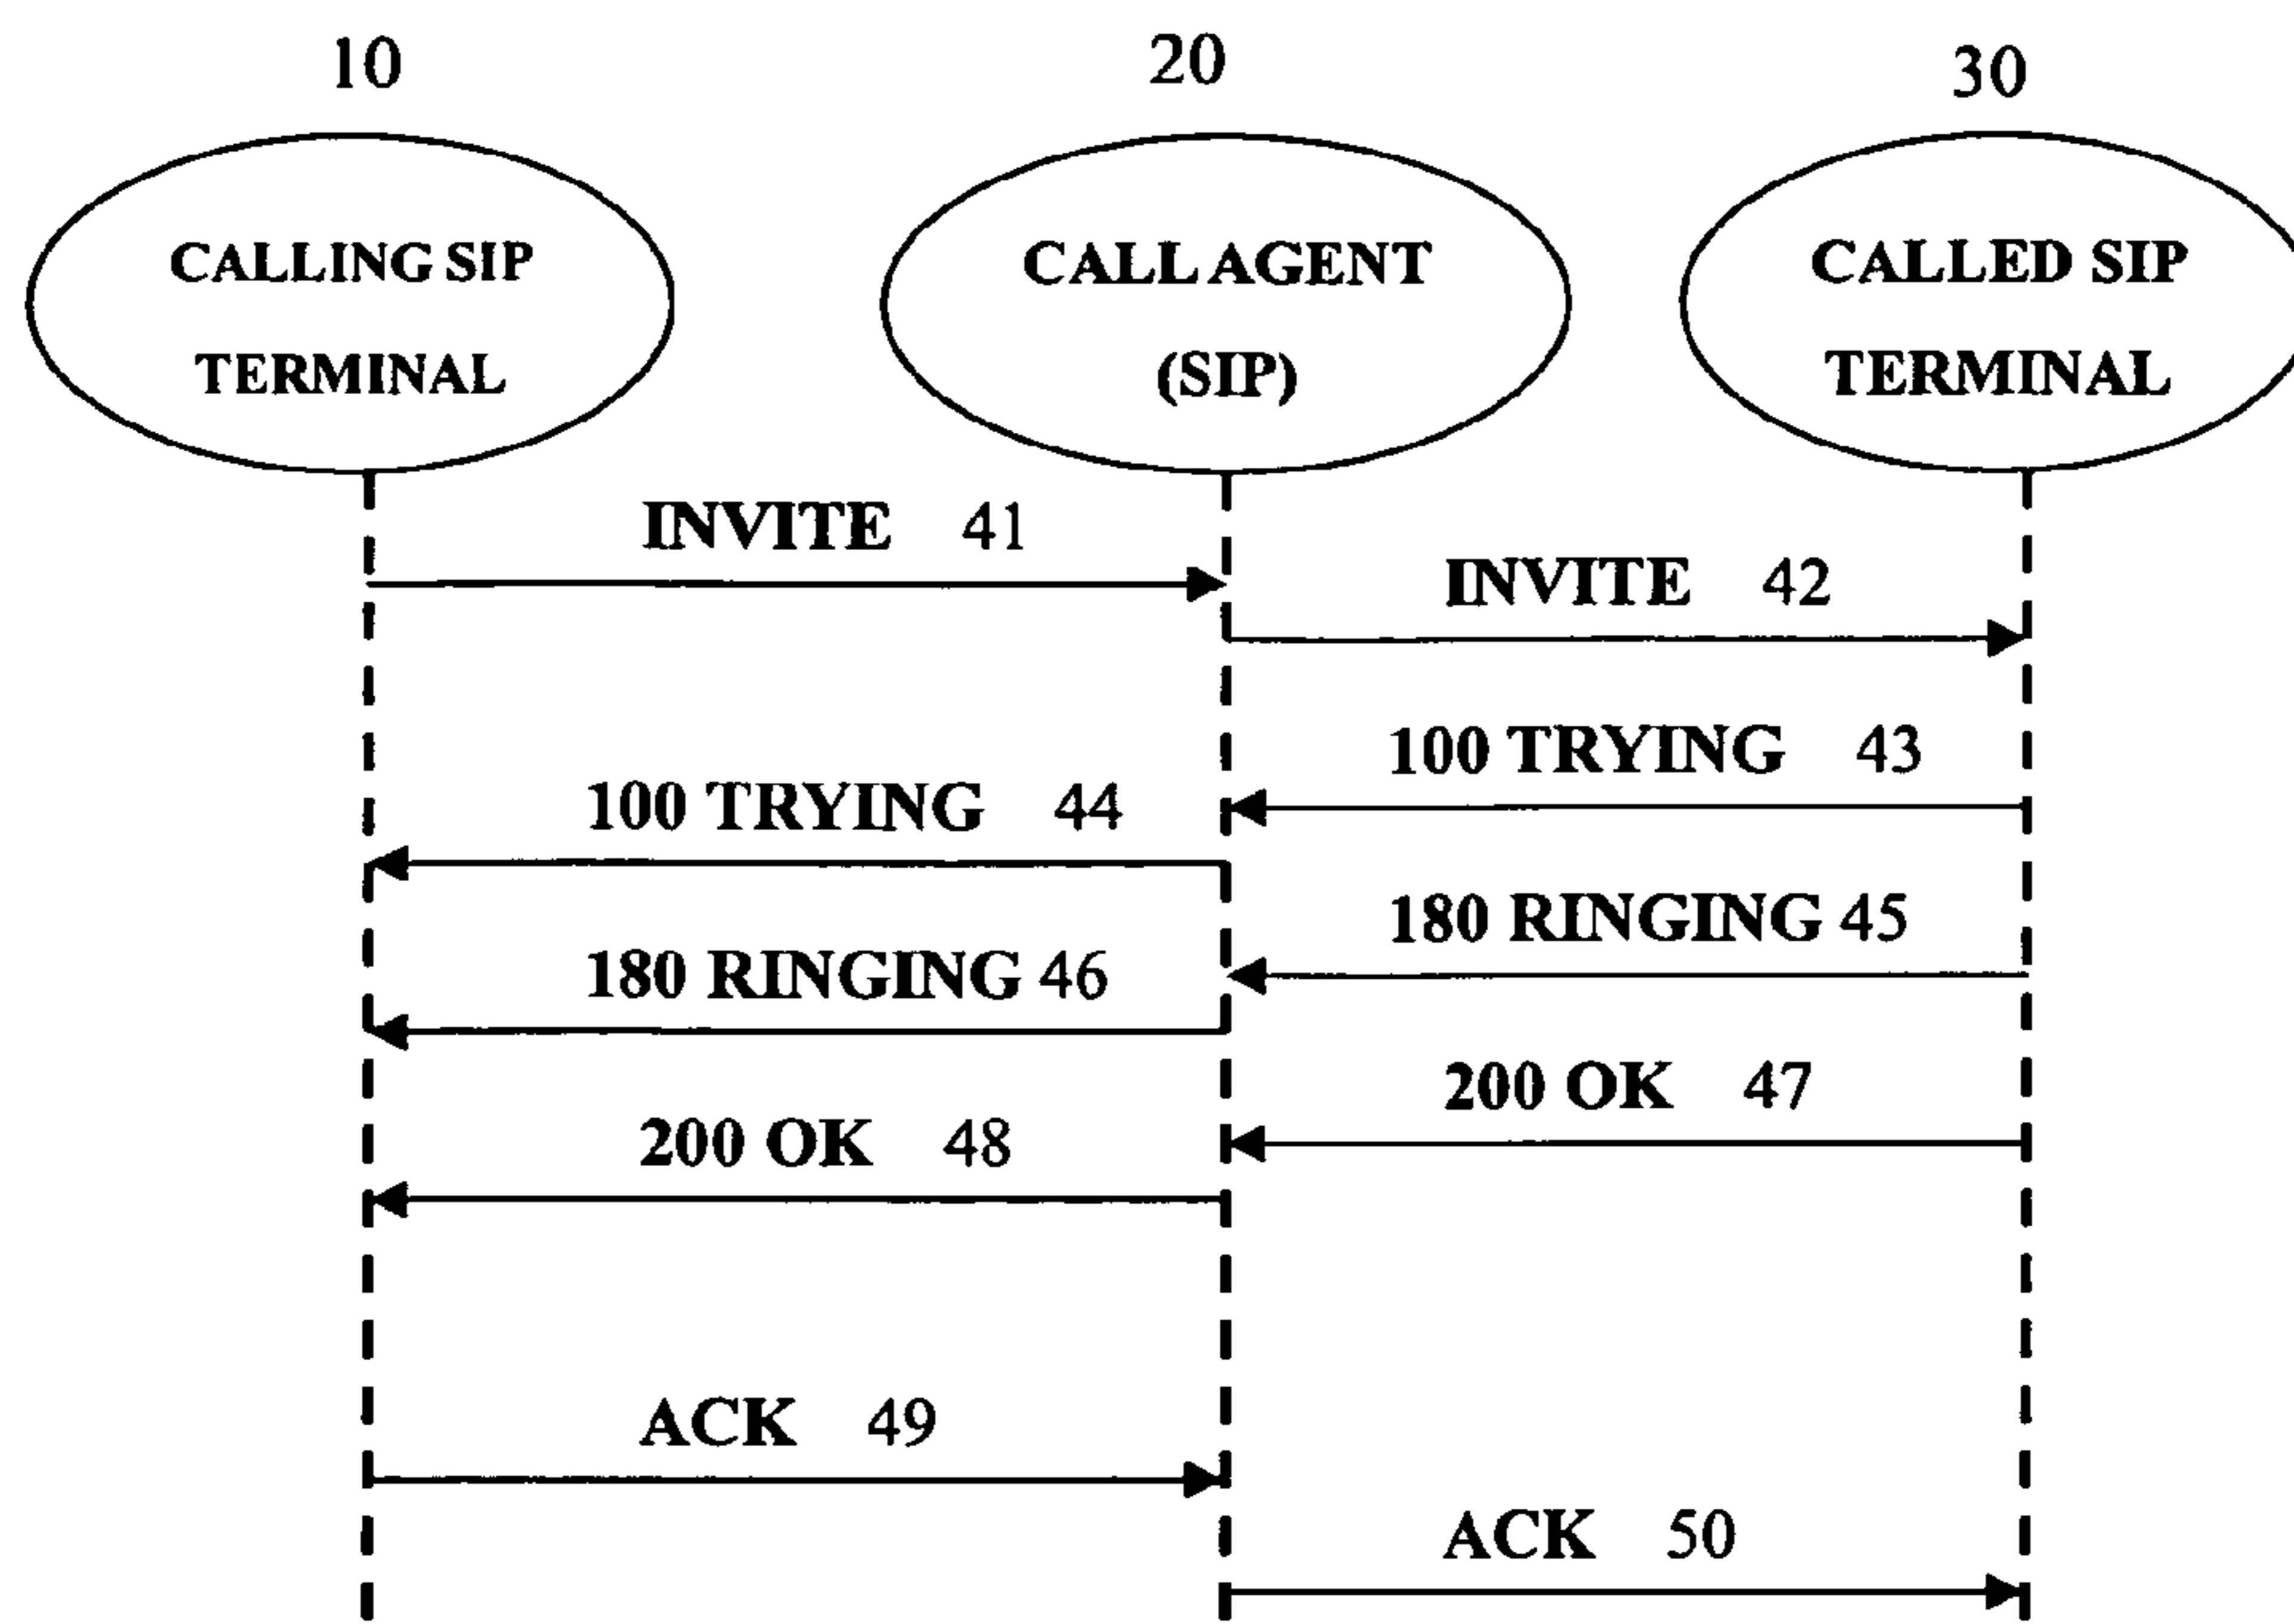 10
20
30
CALLING SIP
TERMINAL
CALL AGENT
(SIP)
CALLED SIP
TERMINAL
INVITE 41
INVITE 42
100 TRYING 43
100 TRYING 44
180 RINGING 45
180 RINGING 46
200 OK 47
200 OK 48
ACK 49
ACK 50